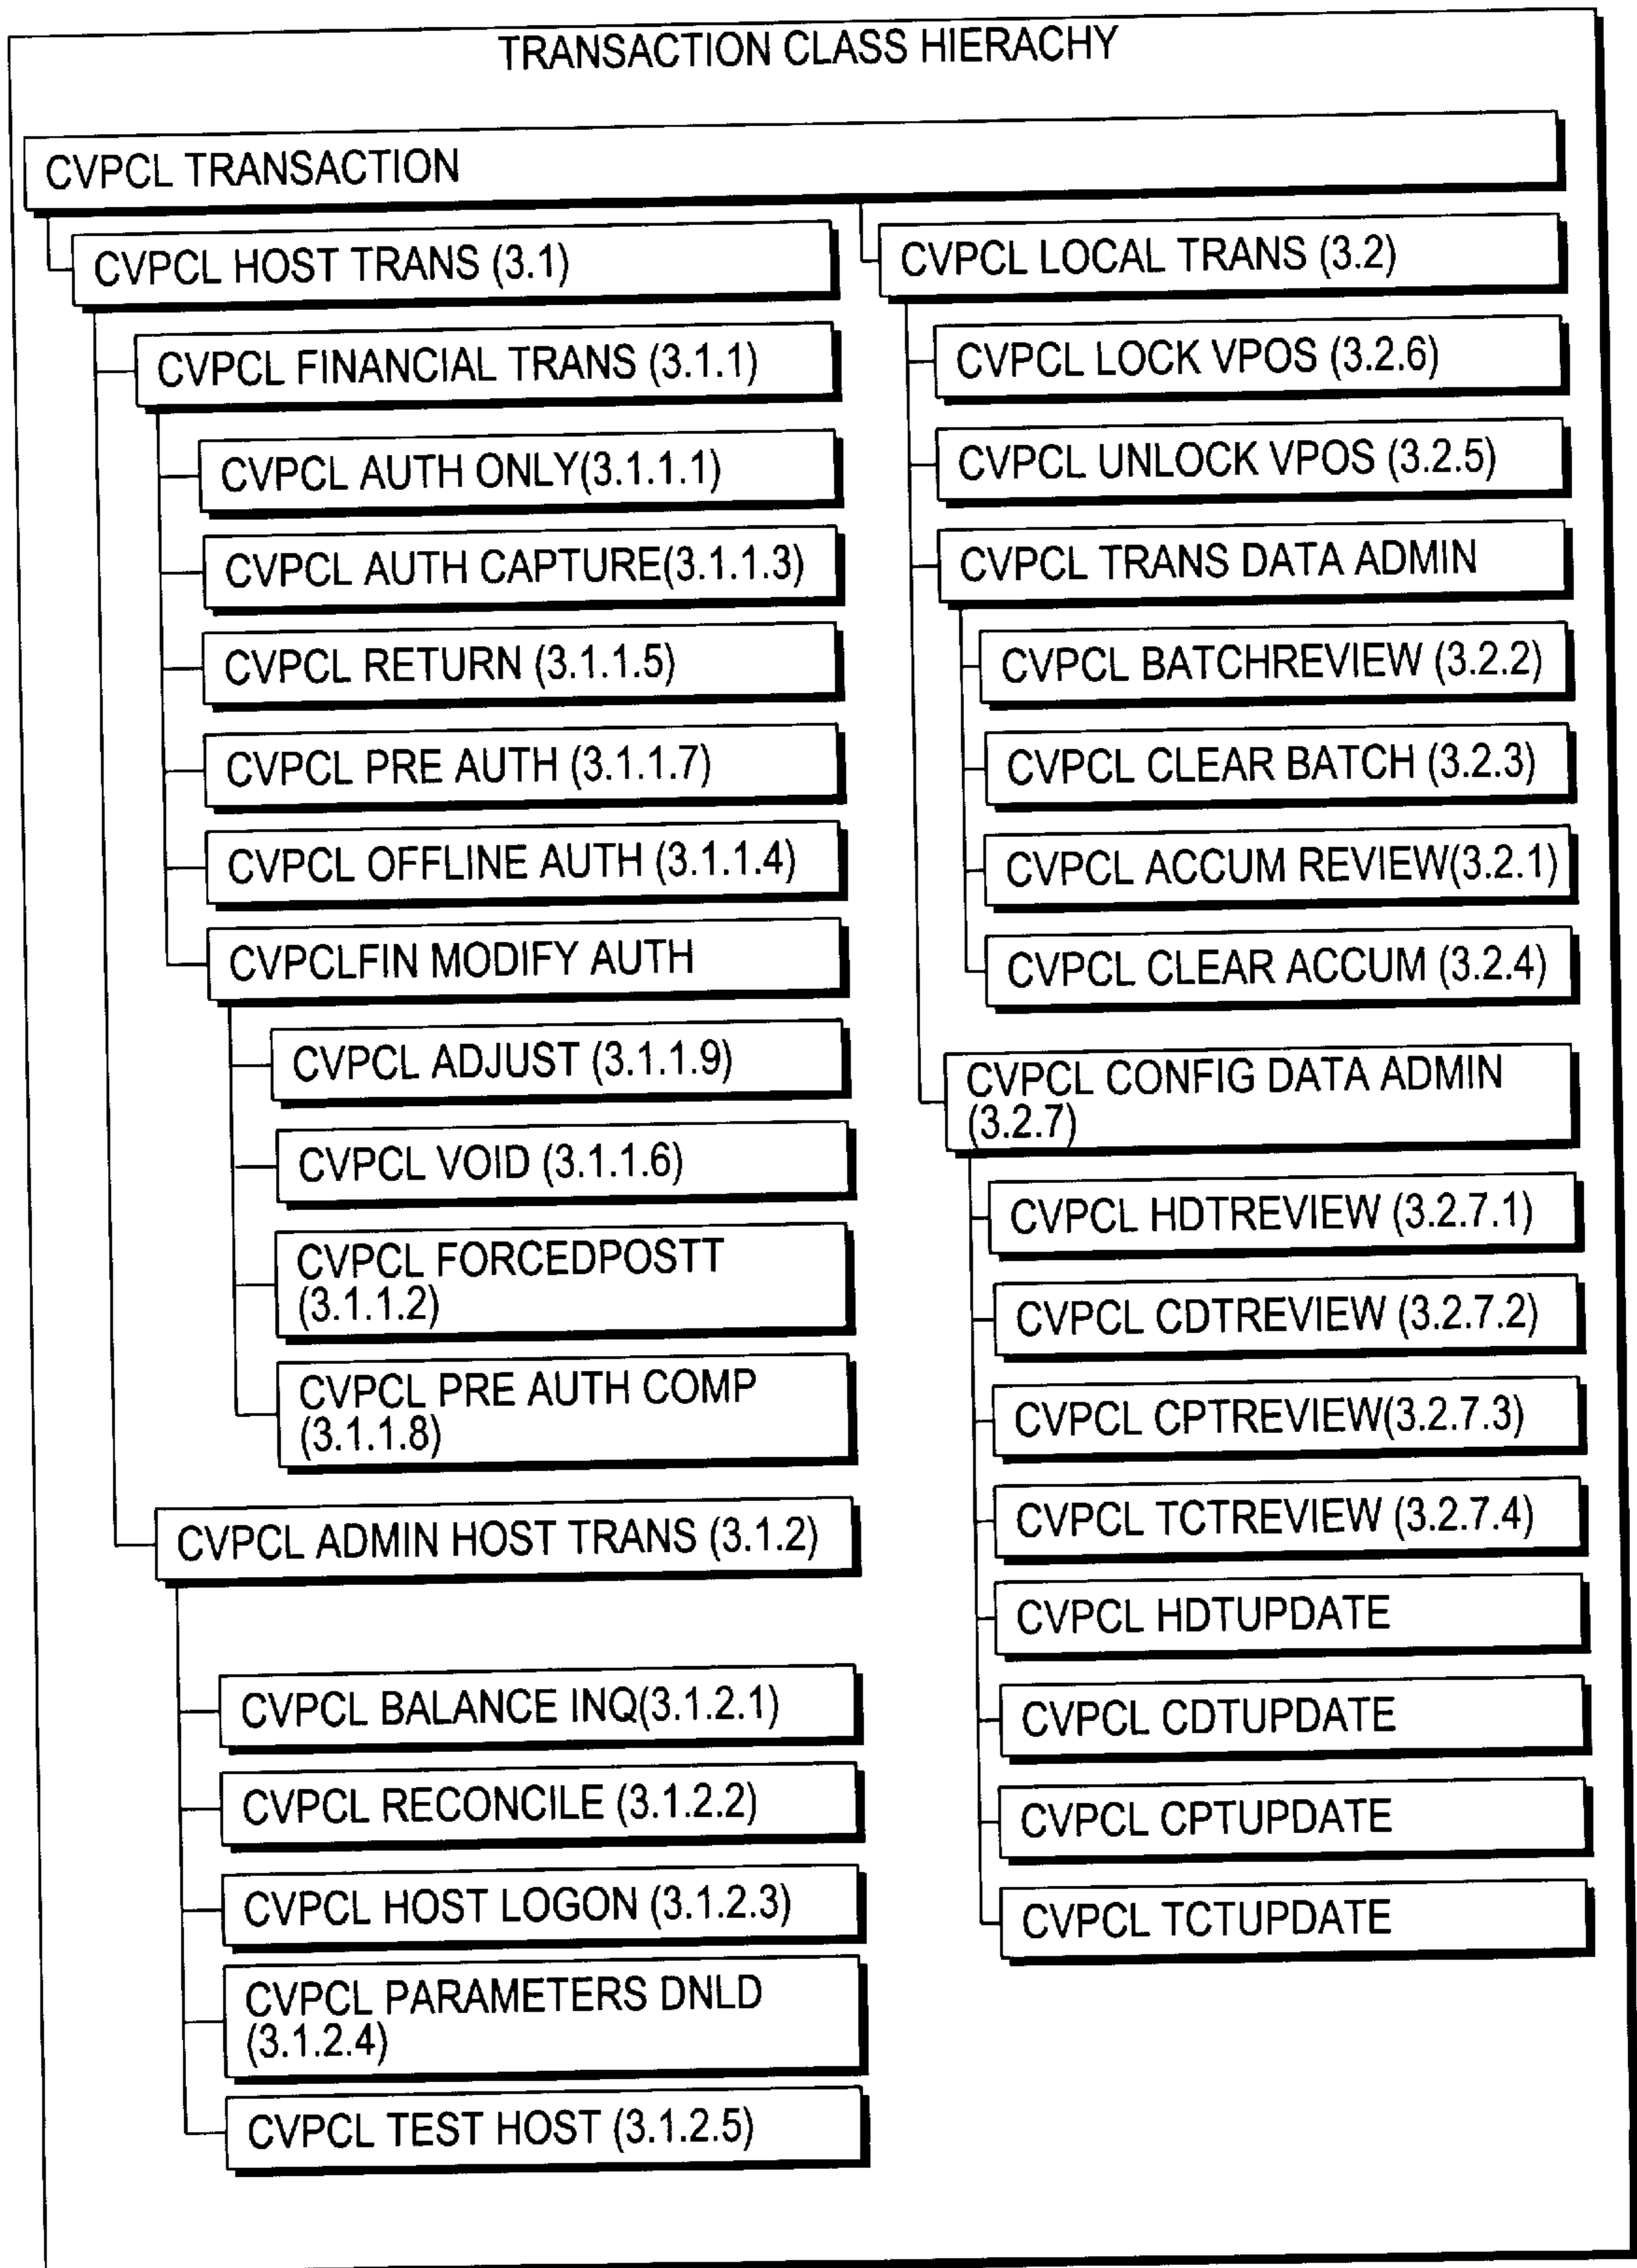 TRANSACTION CLASS HIERACHY
CVPCL TRANSACTION
CVPCL HOST TRANS (3.1)
CVPCL FINANCIAL TRANS (3.1.1)
CVPCL AUTH ONLY(3.1.1.1)
CVPCL AUTH CAPTURE(3.1.1.3)
CVPCL RETURN (3.1.1.5)
CVPCL PRE AUTH (3.1.1.7)
CVPCL OFFLINE AUTH (3.1.1.4)
CVPCLFIN MODIFY AUTH
CVPCL ADJUST (3.1.1.9)
CVPCL VOID (3.1.1.6)
CVPCL FORCEDPOSTT
(3.1.1.2)
CVPCL PRE AUTH COMP
(3.1.1.8)
CVPCL ADMIN HOST TRANS (3.1.2)
CVPCL BALANCE INQ(3.1.2.1)
CVPCL RECONCILE (3.1.2.2)
CVPCL HOST LOGON (3.1.2.3)
CVPCL PARAMETERS DNLD
(3.1.2.4)
CVPCL TEST HOST (3.1.2.5)
CVPCL LOCAL TRANS (3.2)
CVPCL LOCK VPOS (3.2.6)
CVPCL UNLOCK VPOS (3.2.5)
CVPCL TRANS DATA ADMIN
CVPCL BATCHREVIEW (3.2.2)
CVPCL CLEAR BATCH (3.2.3)
CVPCL ACCUM REVIEW(3.2.1)
CVPCL CLEAR ACCUM (3.2.4)
CVPCL CONFIG DATA ADMIN
(3.2.7)
CVPCL HDTREVIEW (3.2.7.1)
CVPCL CDTREVIEW (3.2.7.2)
CVPCL CPTREVIEW(3.2.7.3)
CVPCL TCTREVIEW (3.2.7.4)
CVPCL HDTUPDATE
CVPCL CDTUPDATE
CVPCL CPTUPDATE
CVPCL TCTUPDATE